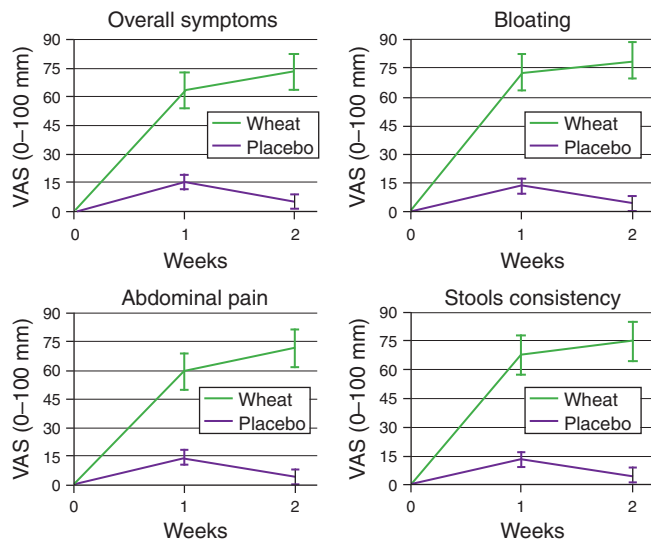 Overall symptoms
VAS (0–100 mm)
90
75
60
45
30
15
0
Wheat
Placebo
0 1 2
Weeks
Bloating
VAS (0–100 mm)
90
75
60
45
30
15
0
Wheat
Placebo
0 1 2
Weeks
Abdominal pain
VAS (0–100 mm)
90
75
60
45
30
15
0
Wheat
Placebo
0 1 2
Weeks
Stools consistency
VAS (0–100 mm)
90
75
60
45
30
15
0
Wheat
Placebo
0 1 2
Weeks